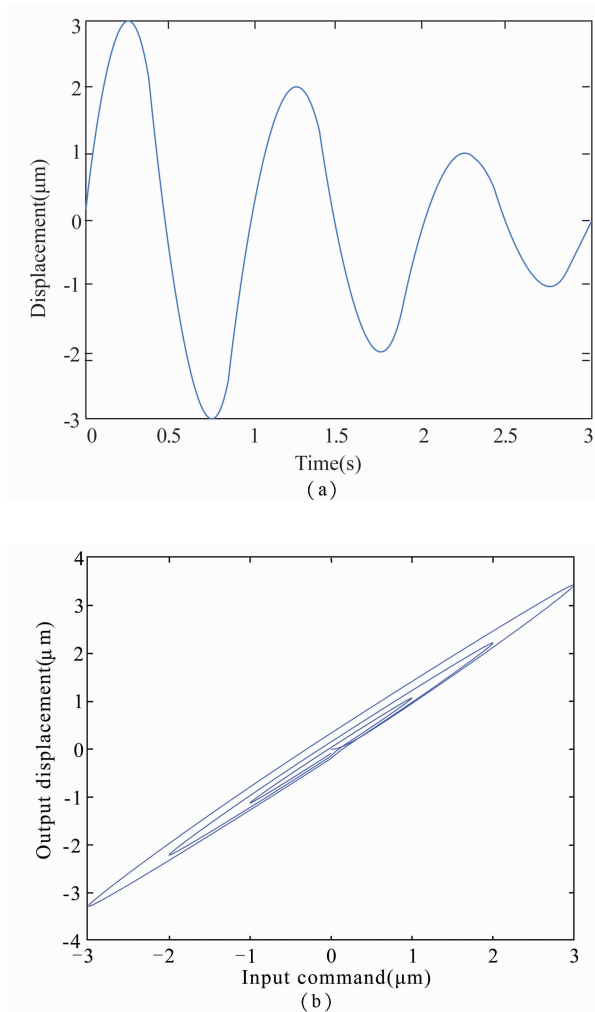 3
2
1
0
-1
-2
-3
0 0.5 1 1.5 2 2.5 3
Displacement(μm)
Time(s)
(a)
4
3
2
1
0
-1
-2
-3
-4
−3 −2 −1 0 1 2 3
Output displacement(μm)
Input command(μm)
(b)